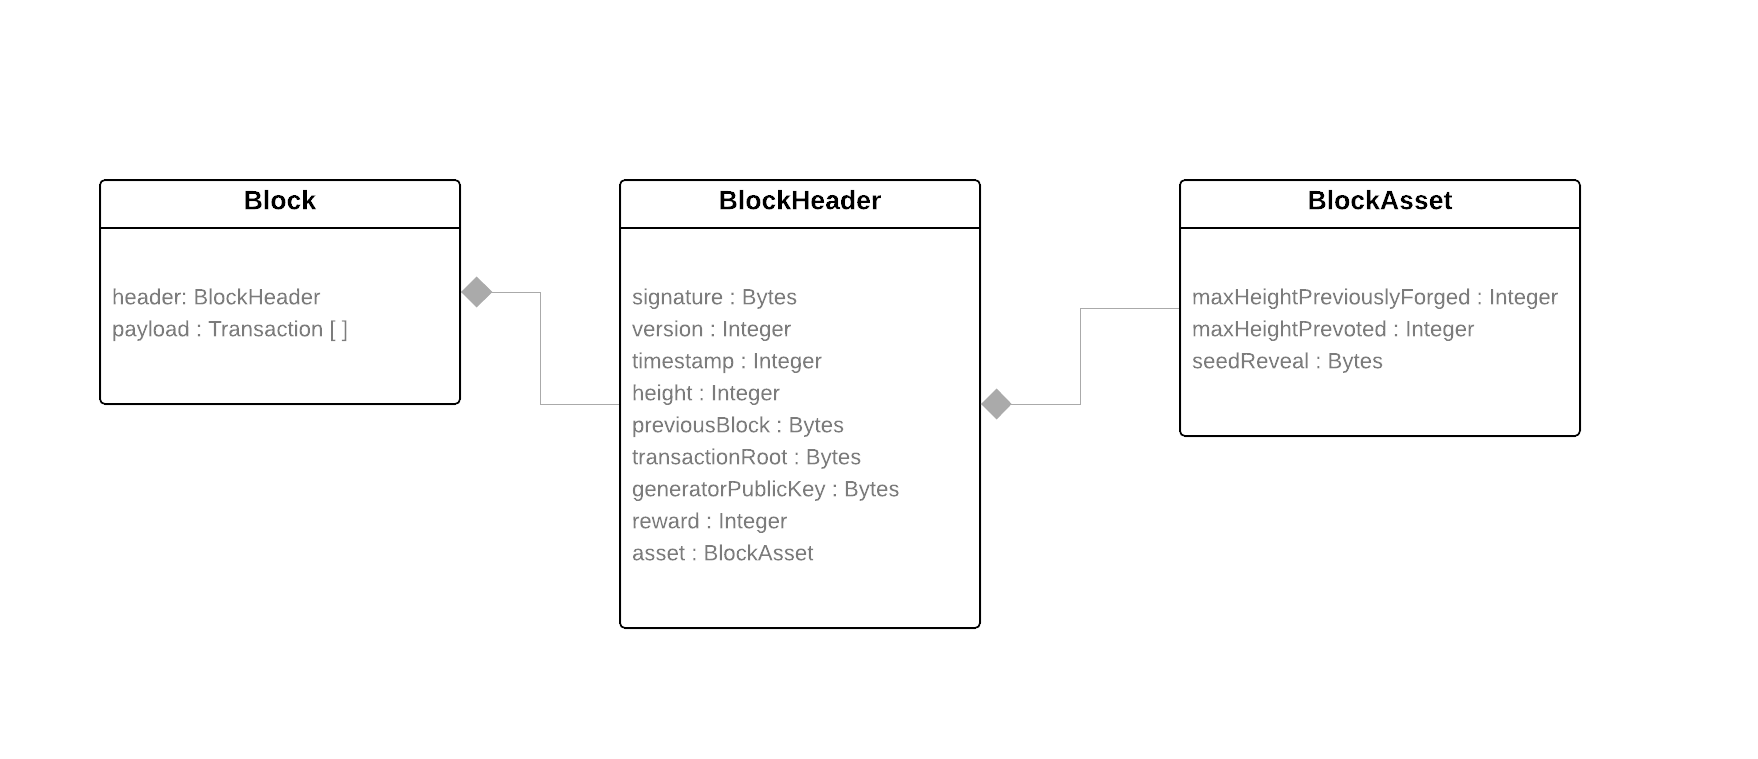 Block
header: BlockHeader
payload : Transaction [ ]
BlockHeader
signature : Bytes
version : Integer
timestamp : Integer
height : Integer
previousBlock : Bytes
transactionRoot : Bytes
generatorPublicKey : Bytes
reward : Integer
asset : BlockAsset
BlockAsset
maxHeightPreviouslyForged : Integer
maxHeightPrevoted : Integer
seedReveal : Bytes